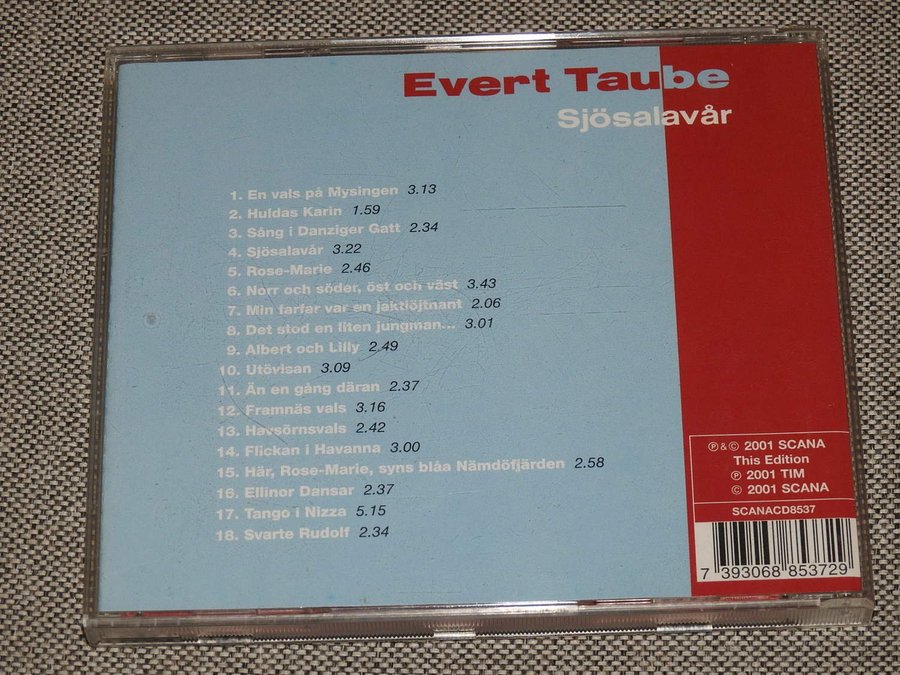 Evert Taube
Sjösalavår
1. En vals på Mysingen 3.13
2. Huldas Karin 1.59
3. Sång i Danziger Gatt 2.34
4. Sjösalavår 3.22
5. Rose-Marie 2.46
6. Norr och söder, öst och väst 3.43
7. Min farfar var en jaktlöjtnant 2.06
8. Det stod en liten jungman... 3.01
9. Albert och Lilly 2.49
10. Utövisan 3.09
11. Än en gång däran 2.37
12. Framnäs vals 3.16
13. Havsörnsvals 2.42
14. Flickan i Havanna 3.00
15. Här, Rose-Marie, syns blåa Nämdöfjärden 2.58
16. Ellinor Dansar 2.37
17. Tango i Nizza 5.15
18. Svarte Rudolf 2.34
℗&© 2001 SCANA
This Edition
℗ 2001 TIM
© 2001 SCANA
SCANACD8537
7 393068 853729